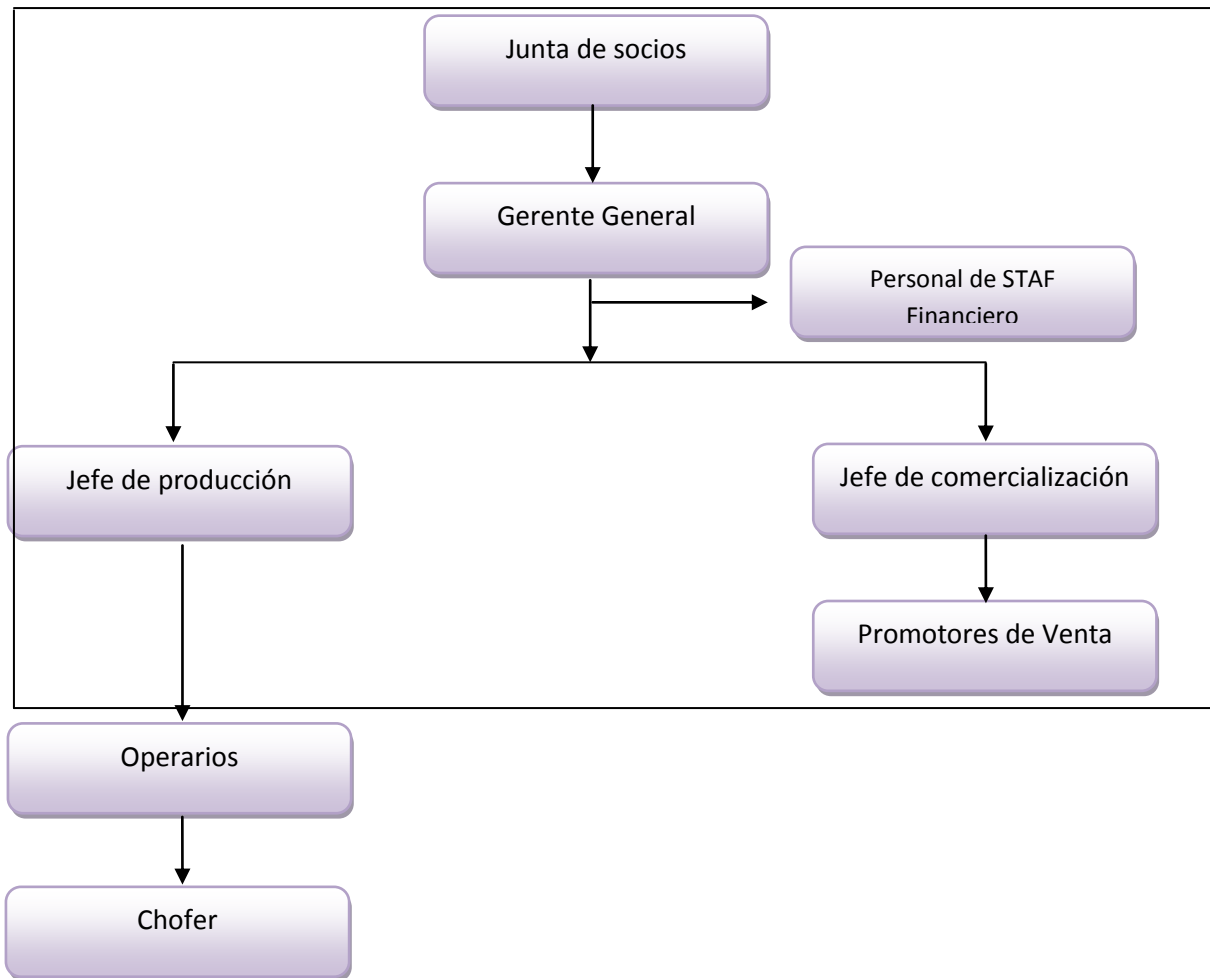 Junta de socios
Gerente General
Personal de STAF
Financiero
Jefe de producción
Jefe de comercialización
Promotores de Venta
Operarios
Chofer